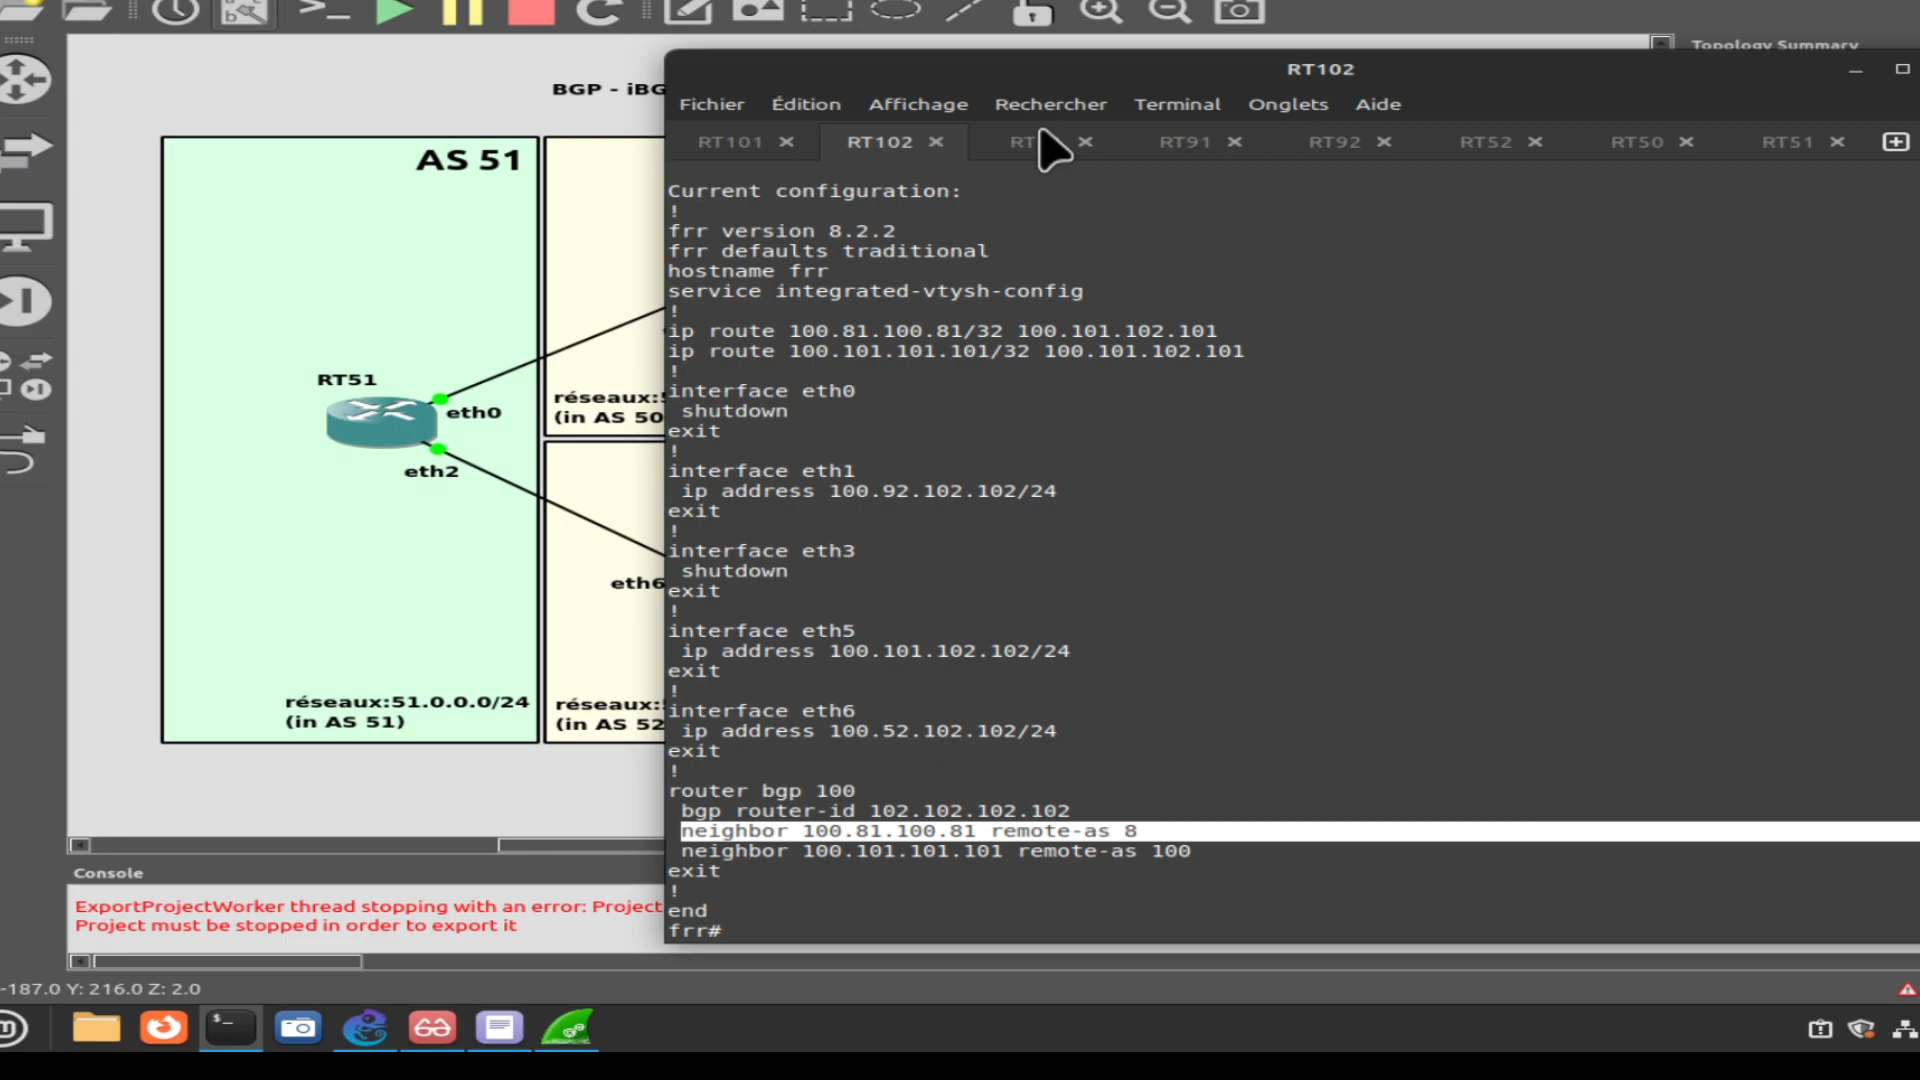 Topology Summary
BGP - iBG
AS 51
RT51
eth0
eth2
réseaux:51.0.0.0/24
(in AS 51)
réseaux:
(in AS 50
eth6
réseaux:
(in AS 52
RT102
Fichier Édition Affichage Rechercher Terminal Onglets Aide
RT101 RT102 RT RT91 RT92 RT52 RT50 RT51
Current configuration:
!
frr version 8.2.2
frr defaults traditional
hostname frr
service integrated-vtysh-config
!
ip route 100.81.100.81/32 100.101.102.101
ip route 100.101.101.101/32 100.101.102.101
!
interface eth0
shutdown
exit
!
interface eth1
ip address 100.92.102.102/24
exit
!
interface eth3
shutdown
exit
!
interface eth5
ip address 100.101.102.102/24
exit
!
interface eth6
ip address 100.52.102.102/24
exit
!
router bgp 100
bgp router-id 102.102.102.102
neighbor 100.81.100.81 remote-as 8
neighbor 100.101.101.101 remote-as 100
exit
!
end
frr#
Console
ExportProjectWorker thread stopping with an error: Project
Project must be stopped in order to export it
-187.0 Y: 216.0 Z: 2.0